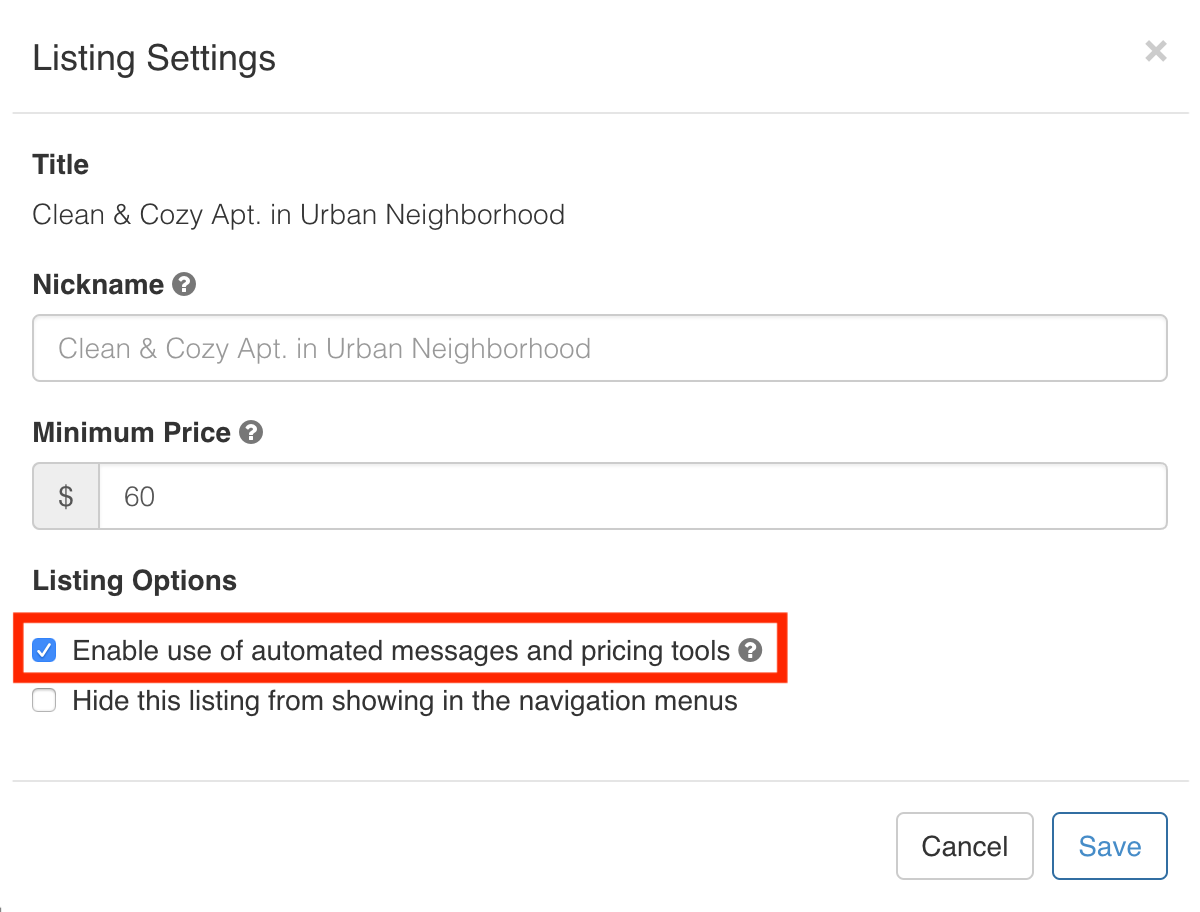 Listing Settings
×
Title
Clean & Cozy Apt. in Urban Neighborhood
Nickname ?
Clean & Cozy Apt. in Urban Neighborhood
Minimum Price ?
$ 60
Listing Options
Enable use of automated messages and pricing tools ?
Hide this listing from showing in the navigation menus
Cancel Save